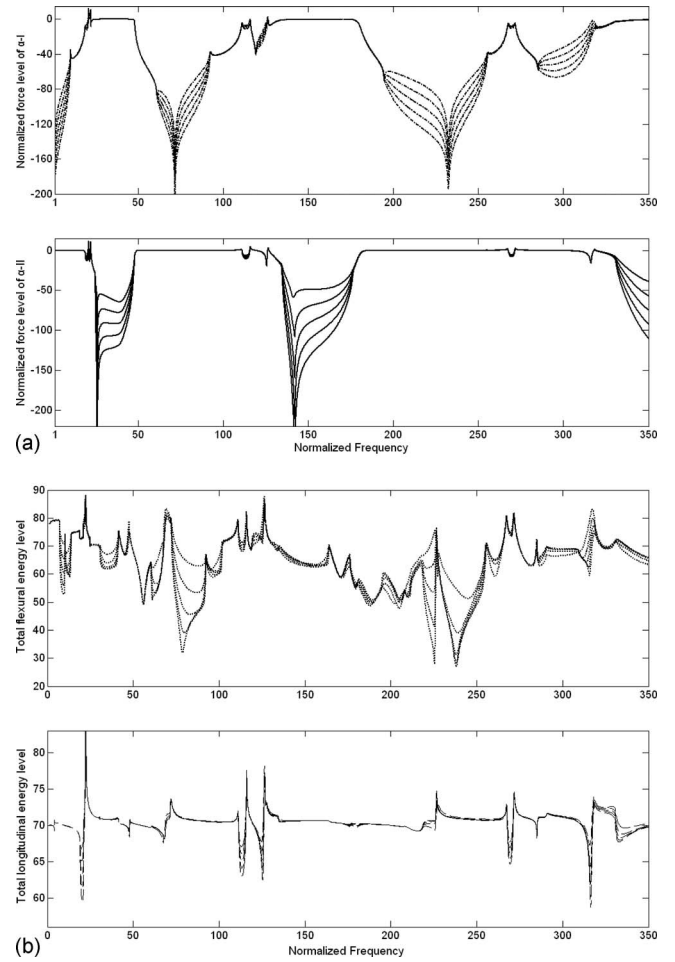 Normalized force level of α-I
0
-40
-80
-120
-160
-200
1 50 100 150 200 250 300 350
Normalized force level of α-II
0
-50
-100
-150
-200
1 50 100 150 200 250 300 350
Normalized Frequency
(a)
Total flexural energy level
90
80
70
60
50
40
30
20
0 50 100 150 200 250 300 350
Total longitudinal energy level
80
75
70
65
60
0 50 100 150 200 250 300 350
Normalized Frequency
(b)